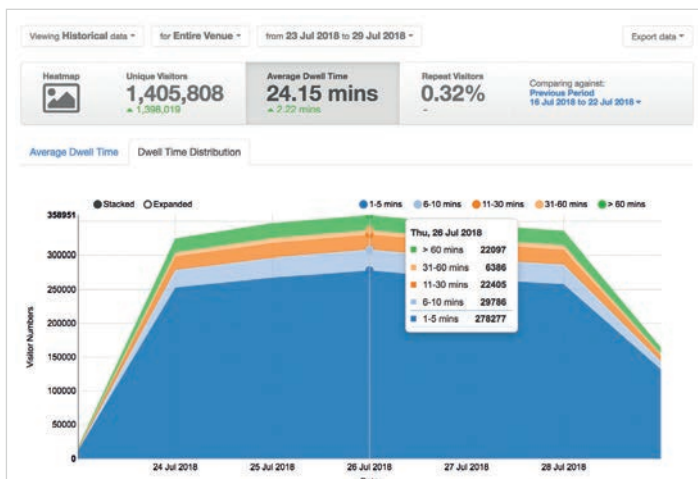 Viewing Historical data for Entire Venue from 23 Jul 2018 to 29 Jul 2018 Export data
Heatmap Unique Visitors Average Dwell Time Repeat Visitors Comparing against:
1,405,808 24.15 mins 0.32% Previous Period
▲ 1,398,019 ▲ 2.22 mins - 16 Jul 2018 to 22 Jul 2018
Average Dwell Time Dwell Time Distribution
Stacked Expanded 1-5 mins 6-10 mins 11-30 mins 31-60 mins > 60 mins
358951
300000
250000
200000
150000
100000
50000
0
Visitor Numbers
Thu, 26 Jul 2018
> 60 mins 22097
31-60 mins 6386
11-30 mins 22405
6-10 mins 29786
1-5 mins 278277
24 Jul 2018 25 Jul 2018 26 Jul 2018 27 Jul 2018 28 Jul 2018